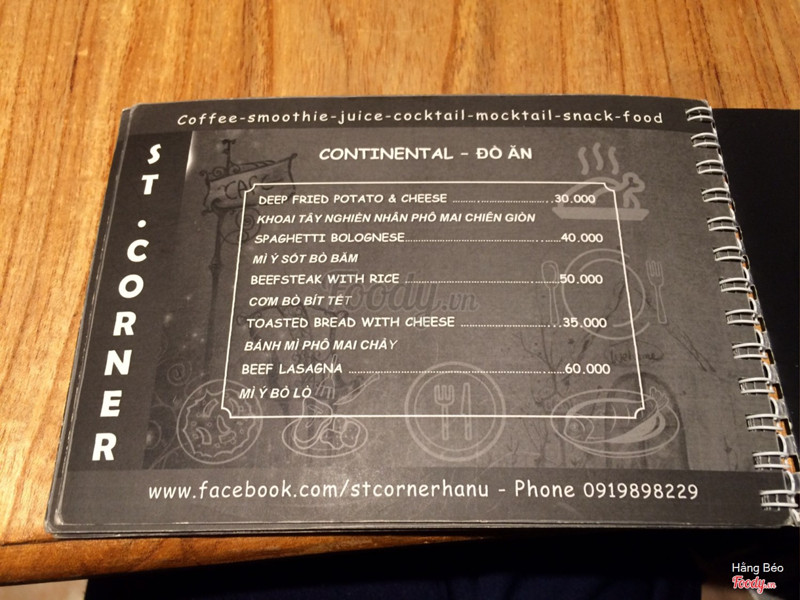 Coffee-smoothie-juice-cocktail-mocktail-snack-food
ST.CORNER
CONTINENTAL - ĐỒ ĂN
DEEP FRIED POTATO & CHEESE ..........30.000
KHOAI TÂY NGHIỀN NHÂN PHÔ MAI CHIÊN GIÒN
SPAGHETTI BOLOGNESE..........40.000
MÌ Ý SỐT BÒ BẰM
BEEFSTEAK WITH RICE ..........50.000
CƠM BÒ BÍT TẾT
TOASTED BREAD WITH CHEESE ..........35.000
BÁNH MÌ PHÔ MAI CHẢY
BEEF LASAGNA ..........60.000
MÌ Ý BỎ LÒ
www.facebook.com/stcornerhanu - Phone 0919898229
Foody.vn
Hằng Béo
Foody.vn